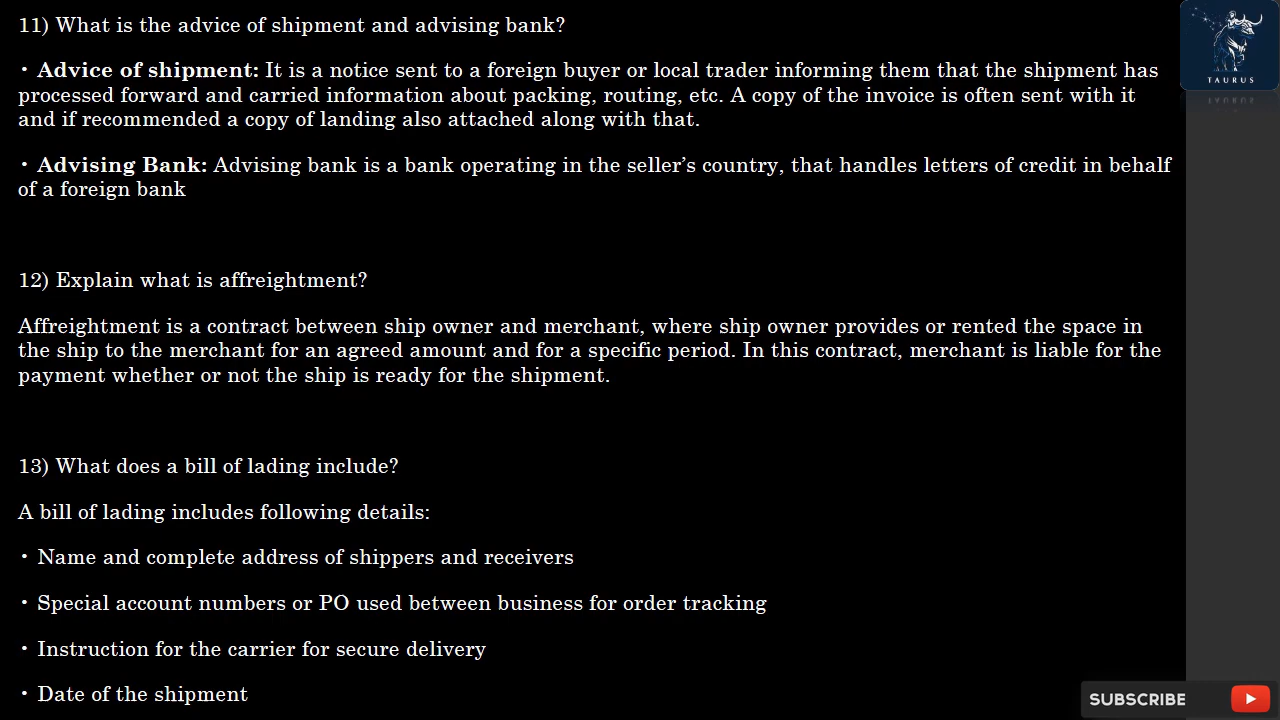 11) What is the advice of shipment and advising bank?
• Advice of shipment: It is a notice sent to a foreign buyer or local trader informing them that the shipment has
processed forward and carried information about packing, routing, etc. A copy of the invoice is often sent with it
and if recommended a copy of landing also attached along with that.
• Advising Bank: Advising bank is a bank operating in the seller’s country, that handles letters of credit in behalf
of a foreign bank
12) Explain what is affreightment?
Affreightment is a contract between ship owner and merchant, where ship owner provides or rented the space in
the ship to the merchant for an agreed amount and for a specific period. In this contract, merchant is liable for the
payment whether or not the ship is ready for the shipment.
13) What does a bill of lading include?
A bill of lading includes following details:
• Name and complete address of shippers and receivers
• Special account numbers or PO used between business for order tracking
• Instruction for the carrier for secure delivery
• Date of the shipment
TAURUS
SUBSCRIBE